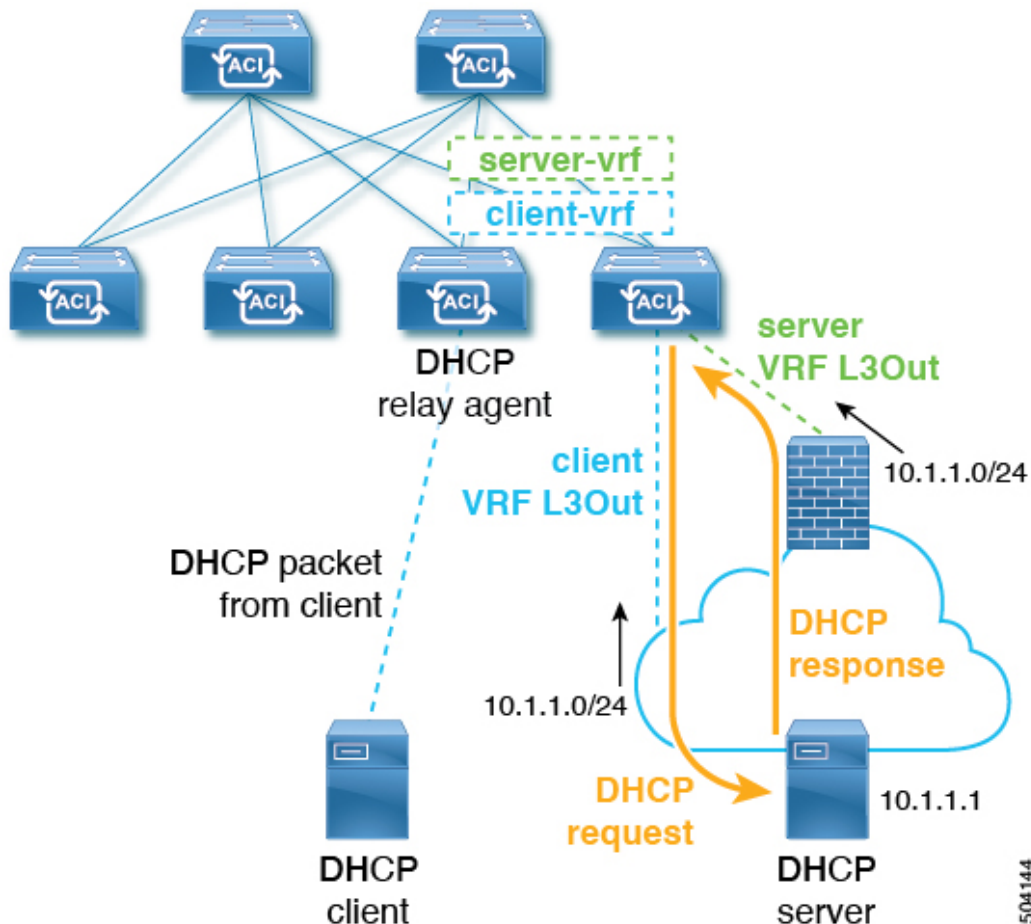 ACI
ACI
server-vrf
client-vrf
ACI
ACI
ACI
ACI
DHCP
relay agent
server
VRF L3Out
client
VRF L3Out
10.1.1.0/24
DHCP packet
from client
DHCP
response
10.1.1.0/24
DHCP
request
10.1.1.1
DHCP
client
DHCP
server
504144